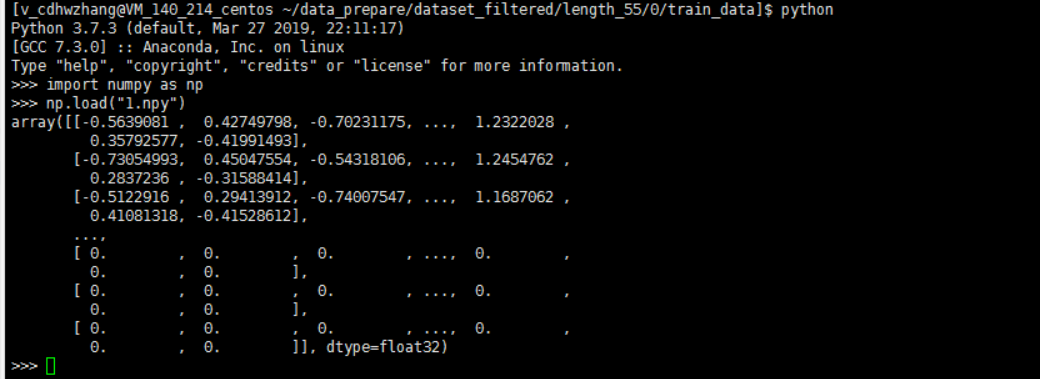 [v_cdhwzhang@VM_140_214_centos ~/data_prepare/dataset_filtered/length_55/0/train_data]$ python
Python 3.7.3 (default, Mar 27 2019, 22:11:17)
[GCC 7.3.0] :: Anaconda, Inc. on linux
Type "help", "copyright", "credits" or "license" for more information.
>>> import numpy as np
>>> np.load("1.npy")
array([[-0.5639081 ,  0.42749798, -0.70231175, ...,  1.2322028 ,
         0.35792577, -0.41991493],
       [-0.73054993,  0.45047554, -0.54318106, ...,  1.2454762 ,
         0.2837236 , -0.31588414],
       [-0.5122916 ,  0.29413912, -0.74007547, ...,  1.1687062 ,
         0.41081318, -0.41528612],
       ...,
       [ 0.        ,  0.        ,  0.        , ...,  0.        ,
         0.        ,  0.        ],
       [ 0.        ,  0.        ,  0.        , ...,  0.        ,
         0.        ,  0.        ],
       [ 0.        ,  0.        ,  0.        , ...,  0.        ,
         0.        ,  0.        ]], dtype=float32)
>>>